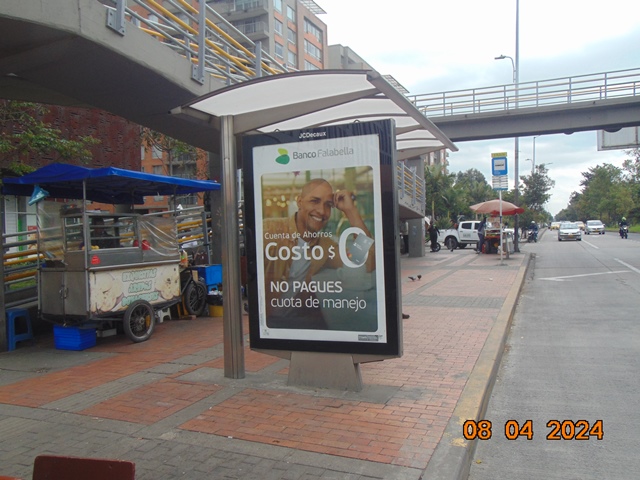 JCDecaux
Banco Falabella
Cuenta de Ahorros
Costo $0
NO PAGUES
cuota de manejo
08 04 2024